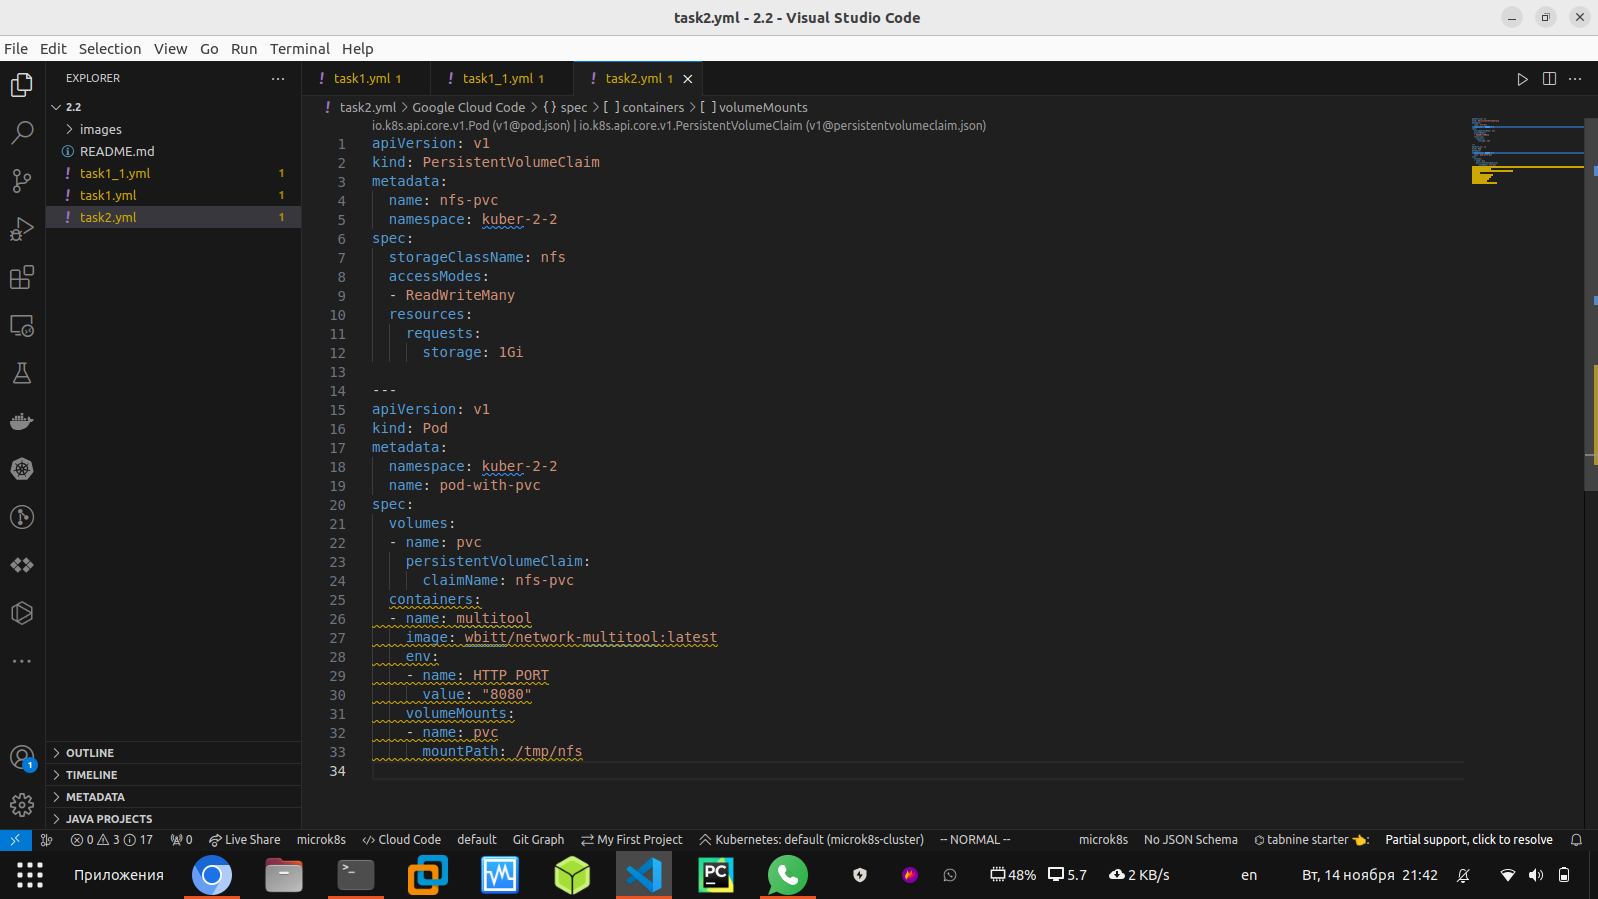 task2.yml - 2.2 - Visual Studio Code
File Edit Selection View Go Run Terminal Help
EXPLORER
2.2
images
README.md
task1_1.yml 1
task1.yml 1
task2.yml 1
OUTLINE
TIMELINE
METADATA
JAVA PROJECTS
task1.yml 1 task1_1.yml 1 task2.yml 1
task2.yml > Google Cloud Code > {} spec > [ ] containers > [ ] volumeMounts
io.k8s.api.core.v1.Pod (v1@pod.json) | io.k8s.api.core.v1.PersistentVolumeClaim (v1@persistentvolumeclaim.json)
1 apiVersion: v1
2 kind: PersistentVolumeClaim
3 metadata:
4 name: nfs-pvc
5 namespace: kuber-2-2
6 spec:
7 storageClassName: nfs
8 accessModes:
9 - ReadWriteMany
10 resources:
11 requests:
12 storage: 1Gi
13
14 ---
15 apiVersion: v1
16 kind: Pod
17 metadata:
18 namespace: kuber-2-2
19 name: pod-with-pvc
20 spec:
21 volumes:
22 - name: pvc
23 persistentVolumeClaim:
24 claimName: nfs-pvc
25 containers:
26 - name: multitool
27 image: wbitt/network-multitool:latest
28 env:
29 - name: HTTP_PORT
30 value: "8080"
31 volumeMounts:
32 - name: pvc
33 mountPath: /tmp/nfs
34
1
0 3 17 0 Live Share microk8s Cloud Code default Git Graph My First Project Kubernetes: default (microk8s-cluster) -- NORMAL -- microk8s No JSON Schema tabnine starter Partial support, click to resolve
Приложения PC 48% 5.7 2 KB/s en Вт, 14 ноября 21:42